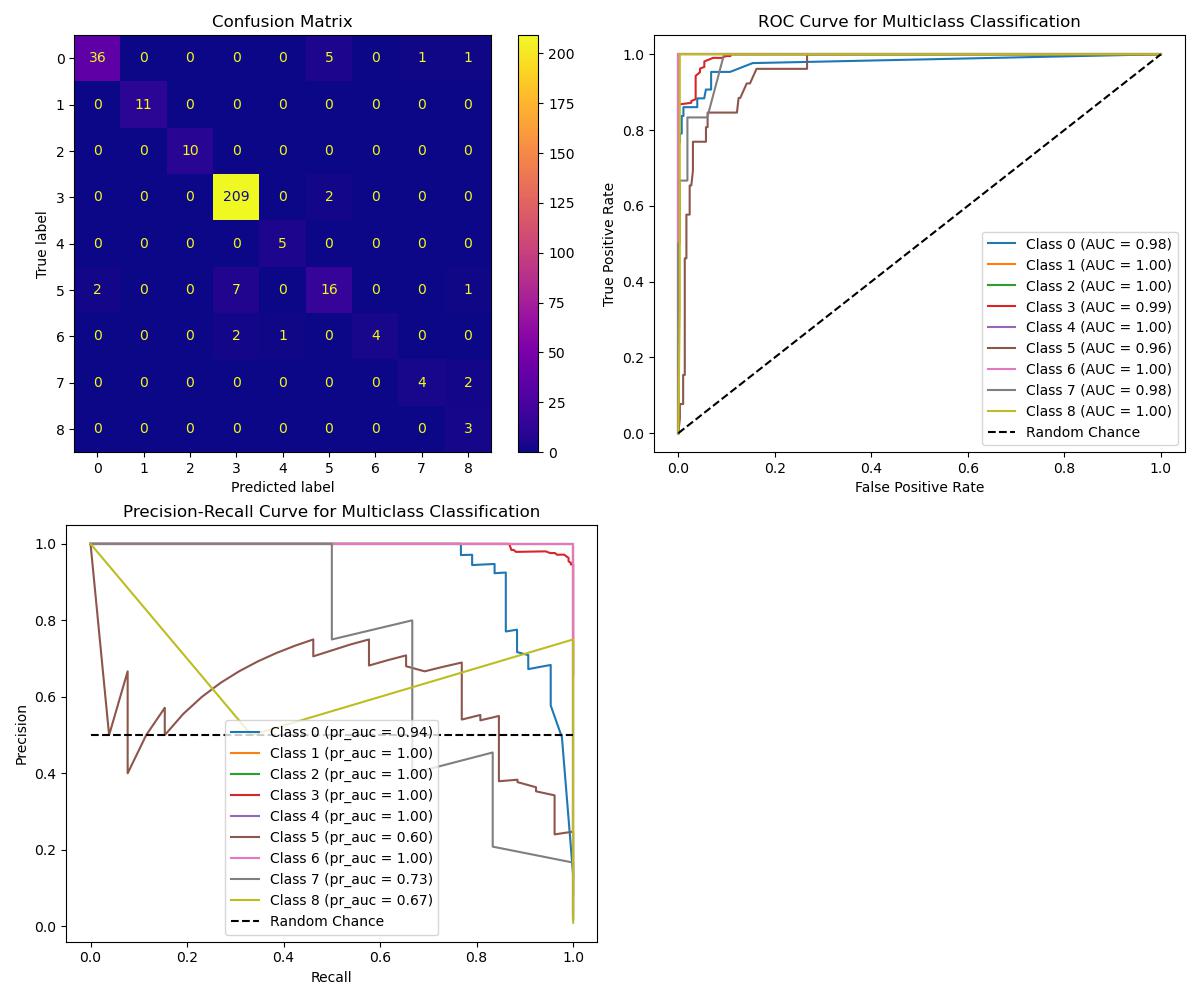 Confusion Matrix
True label
0 36 0 0 0 0 5 0 1 1
1 0 11 0 0 0 0 0 0 0
2 0 0 10 0 0 0 0 0 0
3 0 0 0 209 0 2 0 0 0
4 0 0 0 0 5 0 0 0 0
5 2 0 0 7 0 16 0 0 1
6 0 0 0 2 1 0 4 0 0
7 0 0 0 0 0 0 0 4 2
8 0 0 0 0 0 0 0 0 3
0 1 2 3 4 5 6 7 8
Predicted label
200
175
150
125
100
75
50
25
0
ROC Curve for Multiclass Classification
True Positive Rate
1.0
0.8
0.6
0.4
0.2
0.0
Class 0 (AUC = 0.98)
Class 1 (AUC = 1.00)
Class 2 (AUC = 1.00)
Class 3 (AUC = 0.99)
Class 4 (AUC = 1.00)
Class 5 (AUC = 0.96)
Class 6 (AUC = 1.00)
Class 7 (AUC = 0.98)
Class 8 (AUC = 1.00)
Random Chance
0.0 0.2 0.4 0.6 0.8 1.0
False Positive Rate
Precision-Recall Curve for Multiclass Classification
Precision
1.0
0.8
0.6
0.4
0.2
0.0
Class 0 (pr_auc = 0.94)
Class 1 (pr_auc = 1.00)
Class 2 (pr_auc = 1.00)
Class 3 (pr_auc = 1.00)
Class 4 (pr_auc = 1.00)
Class 5 (pr_auc = 0.60)
Class 6 (pr_auc = 1.00)
Class 7 (pr_auc = 0.73)
Class 8 (pr_auc = 0.67)
Random Chance
0.0 0.2 0.4 0.6 0.8 1.0
Recall